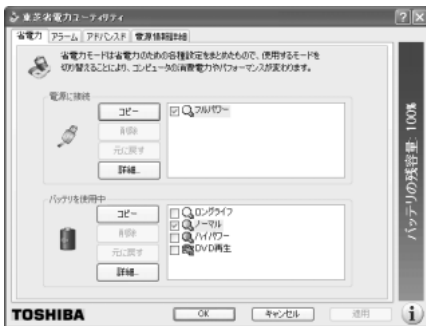 東芝省電力ユーティリティ
省電力 アラーム アドバンスド 電源情報詳細
省電力モードは省電力のための各種設定をまとめたもので、使用するモードを
切り替えることにより、コンピュータの消費電力やパフォーマンスが変わります。
電源に接続
コピー
削除
元に戻す
詳細...
フルパワー
バッテリを使用中
コピー
削除
元に戻す
詳細...
ロングライフ
ノーマル
ハイパワー
DVD再生
バッテリの残容量: 100%
TOSHIBA
OK キャンセル 適用